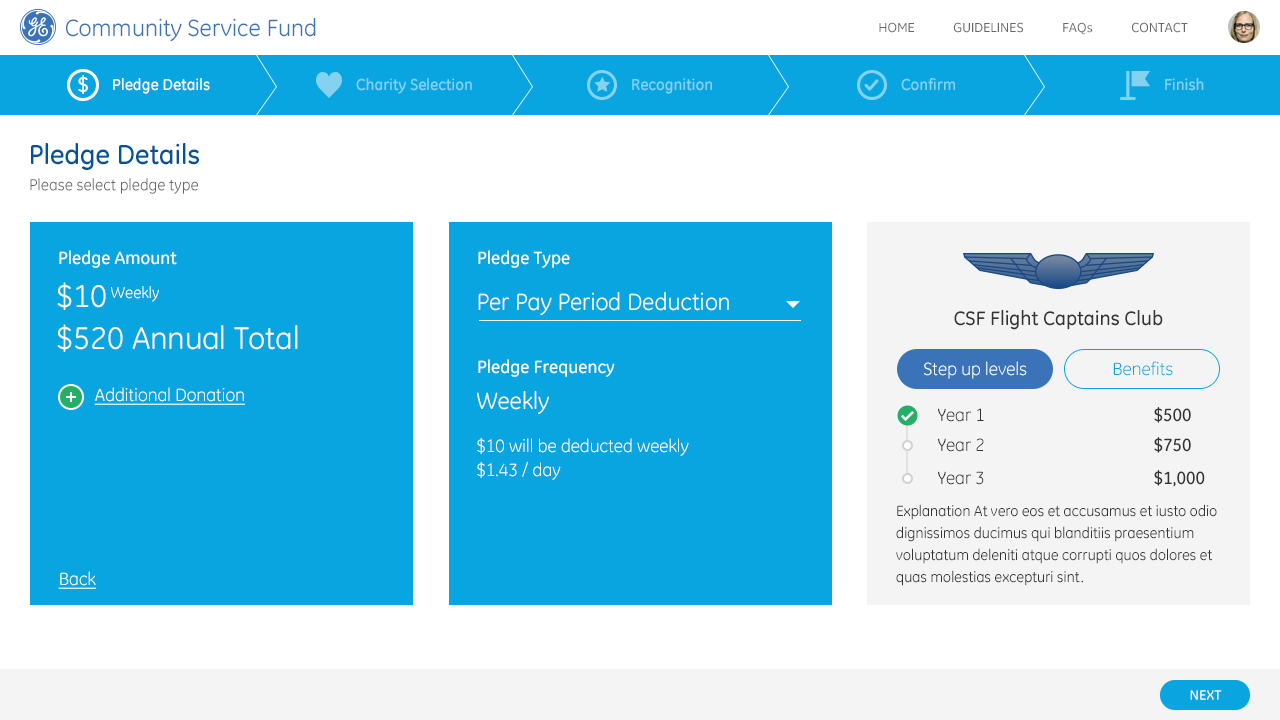 Community Service Fund
HOME
GUIDELINES
FAQs
CONTACT
Pledge Details
Charity Selection
Recognition
Confirm
Finish
Pledge Details
Please select pledge type
Pledge Amount
$10 Weekly
$520 Annual Total
Additional Donation
Back
Pledge Type
Per Pay Period Deduction
Pledge Frequency
Weekly
$10 will be deducted weekly
$1.43 / day
CSF Flight Captains Club
Step up levels
Benefits
Year 1 $500
Year 2 $750
Year 3 $1,000
Explanation At vero eos et accusamus et iusto odio
dignissimos ducimus qui blanditiis praesentium
voluptatum deleniti atque corrupti quos dolores et
quas molestias excepturi sint.
NEXT